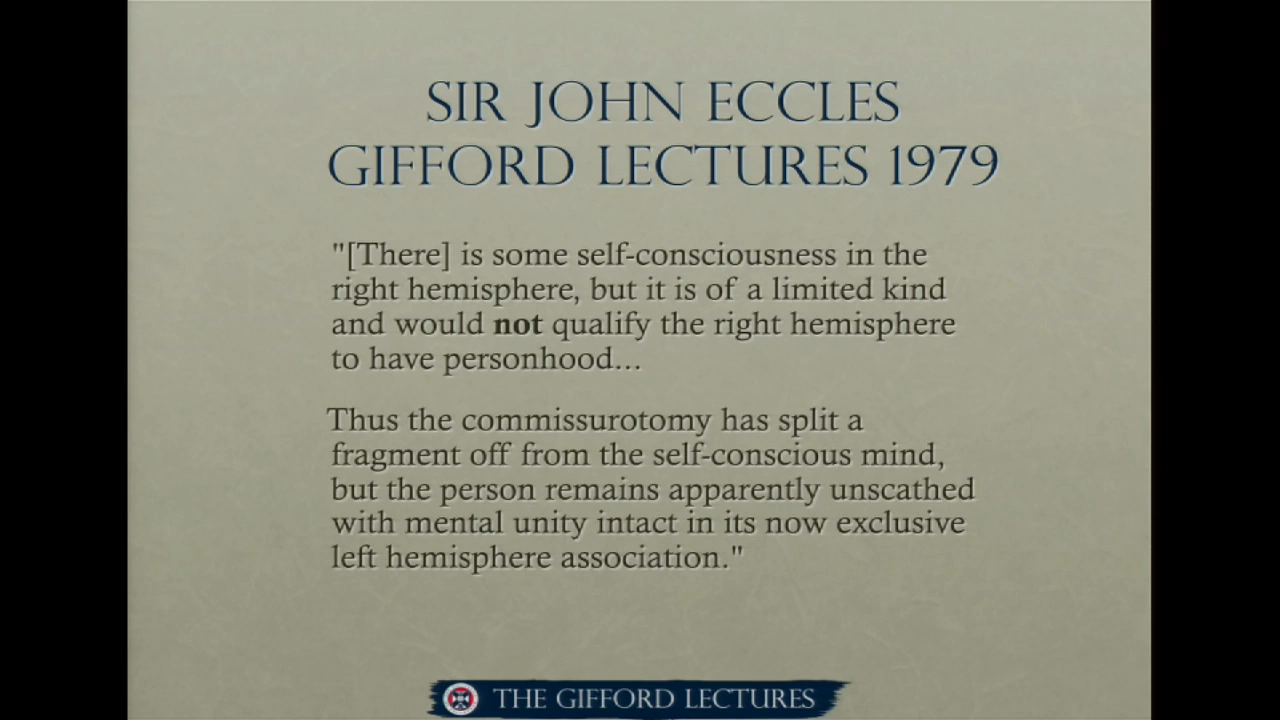 SIR JOHN ECCLES
GIFFORD LECTURES 1979
"[There] is some self-consciousness in the
right hemisphere, but it is of a limited kind
and would not qualify the right hemisphere
to have personhood...
Thus the commissurotomy has split a
fragment off from the self-conscious mind,
but the person remains apparently unscathed
with mental unity intact in its now exclusive
left hemisphere association."
THE GIFFORD LECTURES